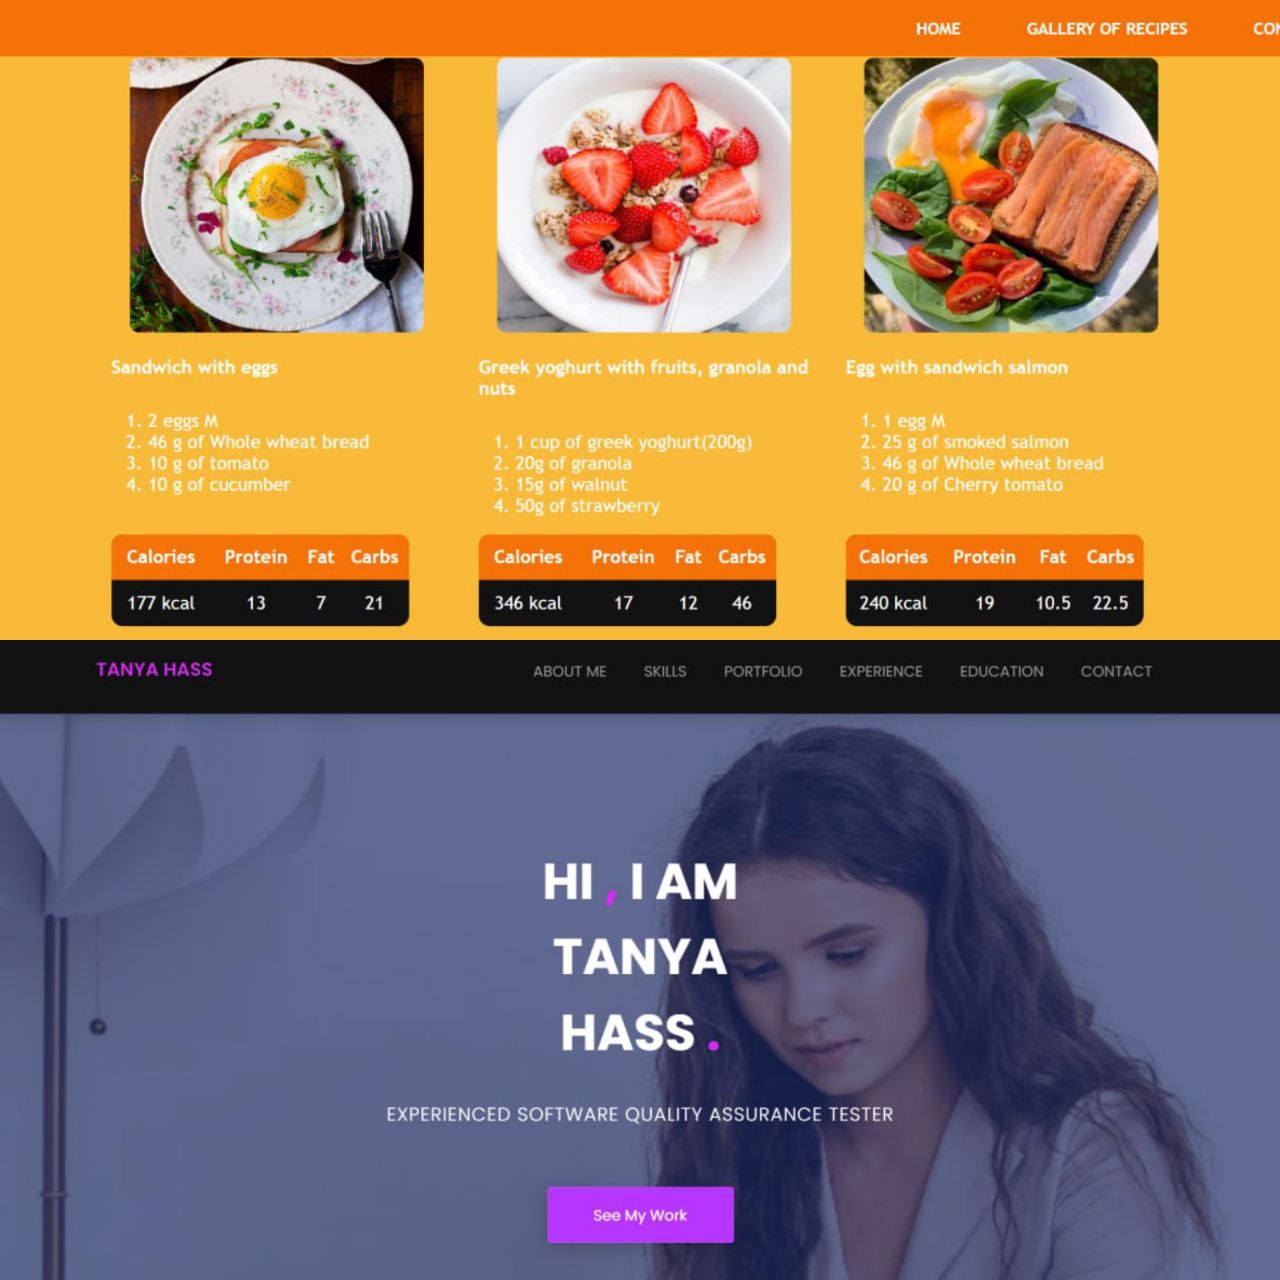 HOME GALLERY OF RECIPES
Sandwich with eggs
1. 2 eggs M
2. 46 g of Whole wheat bread
3. 10 g of tomato
4. 10 g of cucumber
Calories Protein Fat Carbs
177 kcal 13 7 21
Greek yoghurt with fruits, granola and
nuts
1. 1 cup of greek yoghurt(200g)
2. 20g of granola
3. 15g of walnut
4. 50g of strawberry
Calories Protein Fat Carbs
346 kcal 17 12 46
Egg with sandwich salmon
1. 1 egg M
2. 25 g of smoked salmon
3. 46 g of Whole wheat bread
4. 20 g of Cherry tomato
Calories Protein Fat Carbs
240 kcal 19 10.5 22.5
TANYA HASS ABOUT ME SKILLS PORTFOLIO EXPERIENCE EDUCATION CONTACT
HI , I AM
TANYA
HASS .
EXPERIENCED SOFTWARE QUALITY ASSURANCE TESTER
See My Work